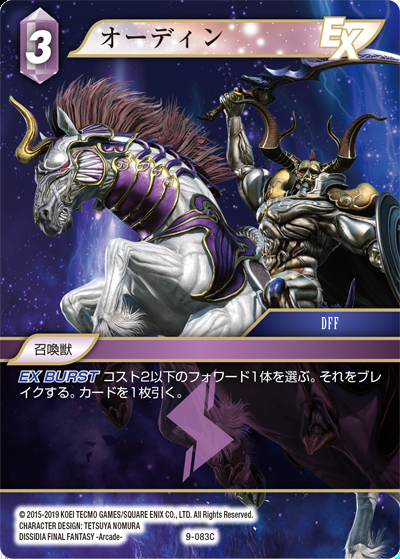 3
オーディン
EX
DFF
召喚獣
EX BURST コスト2以下のフォワード1体を選ぶ。それをブレ
イクする。カードを1枚引く。
© 2015-2019 KOEI TECMO GAMES/SQUARE ENIX CO., LTD. All Rights Reserved.
CHARACTER DESIGN: TETSUYA NOMURA
DISSIDIA FINAL FANTASY -Arcade-
9-083C